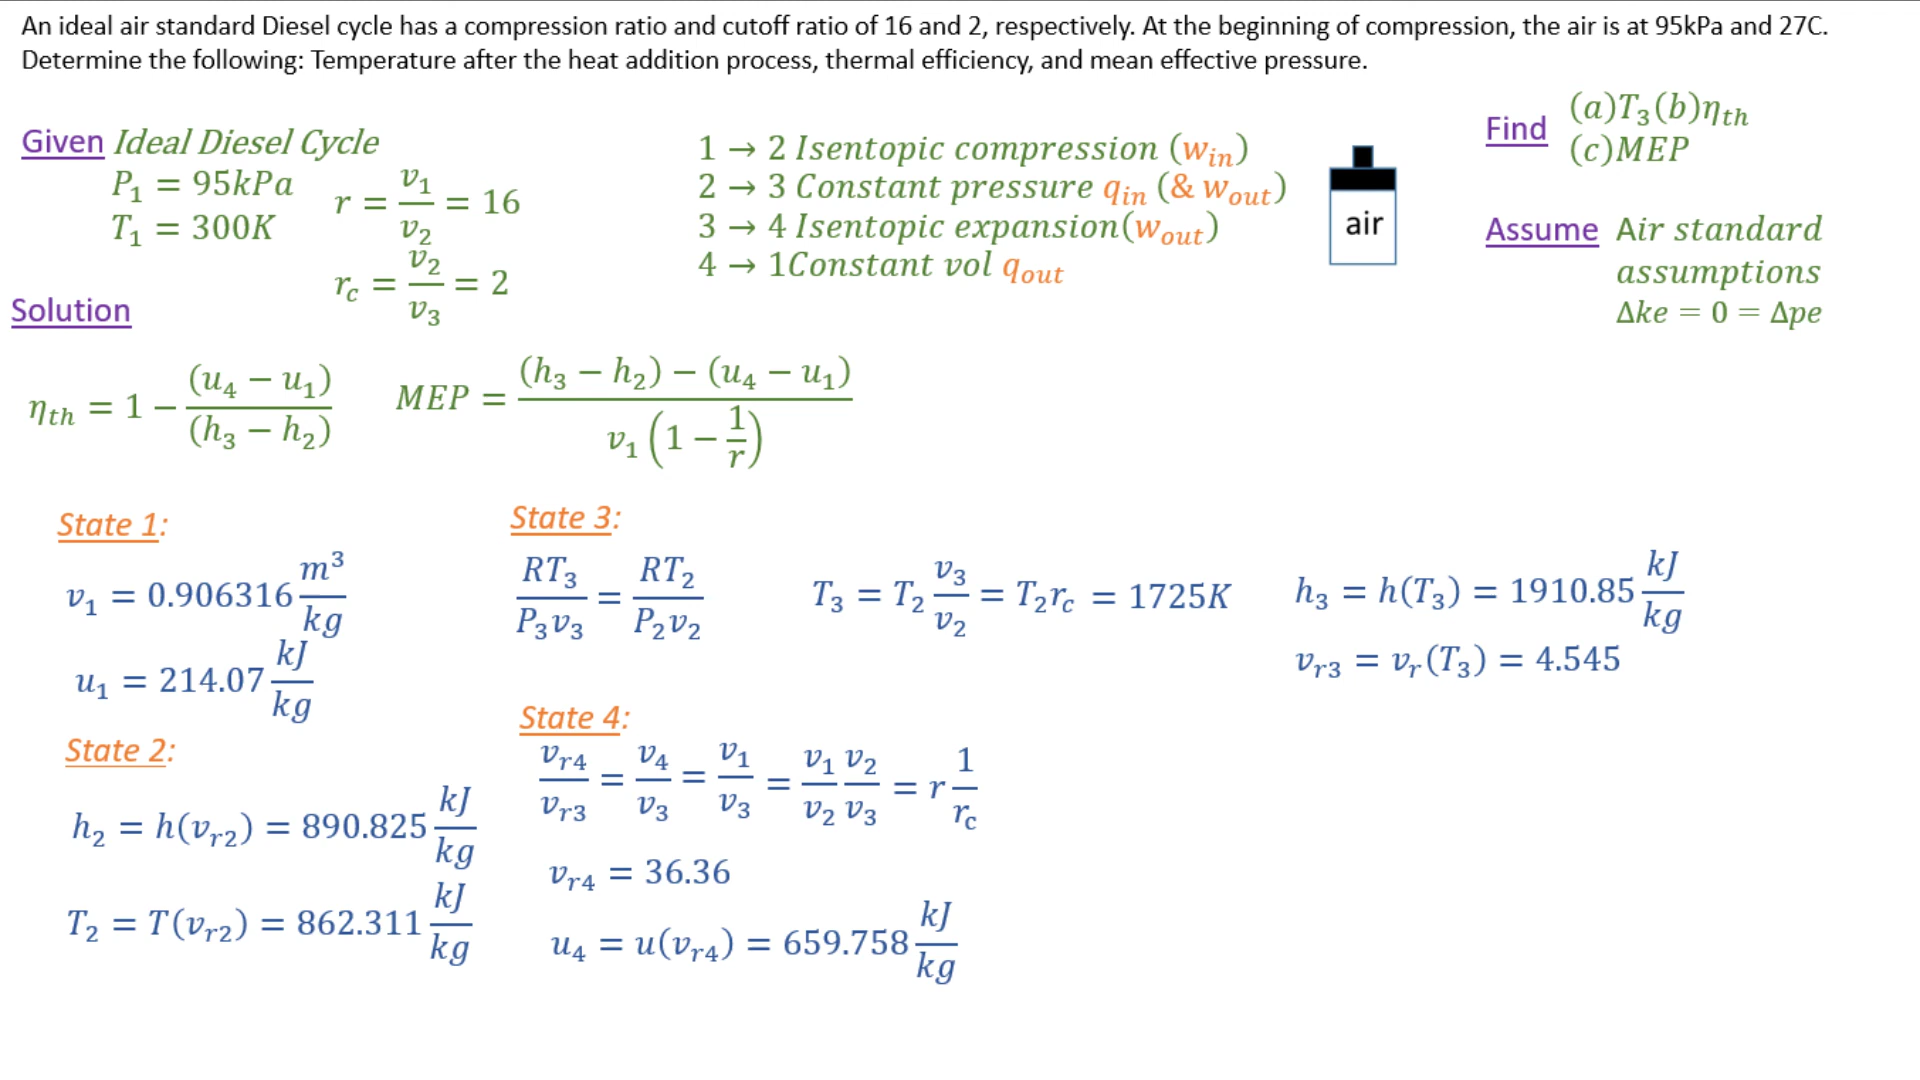 An ideal air standard Diesel cycle has a compression ratio and cutoff ratio of 16 and 2, respectively. At the beginning of compression, the air is at 95kPa and 27C.
Determine the following: Temperature after the heat addition process, thermal efficiency, and mean effective pressure.
Given Ideal Diesel Cycle
P₁ = 95kPa
T₁ = 300K
r = v₁/v₂ = 16
r_c = v₂/v₃ = 2
1 → 2 Isentopic compression (w_in)
2 → 3 Constant pressure q_in (& w_out)
3 → 4 Isentopic expansion(w_out)
4 → 1Constant vol q_out
air
Find (a)T₃(b)η_th
(c)MEP
Assume Air standard
assumptions
Δke = 0 = Δpe
Solution
η_th = 1 − (u₄ − u₁)/(h₃ − h₂)
MEP = ((h₃ − h₂) − (u₄ − u₁))/(v₁(1 − 1/r))
State 1:
v₁ = 0.906316 m³/kg
u₁ = 214.07 kJ/kg
State 2:
h₂ = h(v_r2) = 890.825 kJ/kg
T₂ = T(v_r2) = 862.311 kJ/kg
State 3:
RT₃/P₃v₃ = RT₂/P₂v₂
T₃ = T₂ v₃/v₂ = T₂r_c = 1725K
h₃ = h(T₃) = 1910.85 kJ/kg
v_r3 = v_r(T₃) = 4.545
State 4:
v_r4/v_r3 = v₄/v₃ = v₁/v₃ = v₁/v₂ v₂/v₃ = r 1/r_c
v_r4 = 36.36
u₄ = u(v_r4) = 659.758 kJ/kg